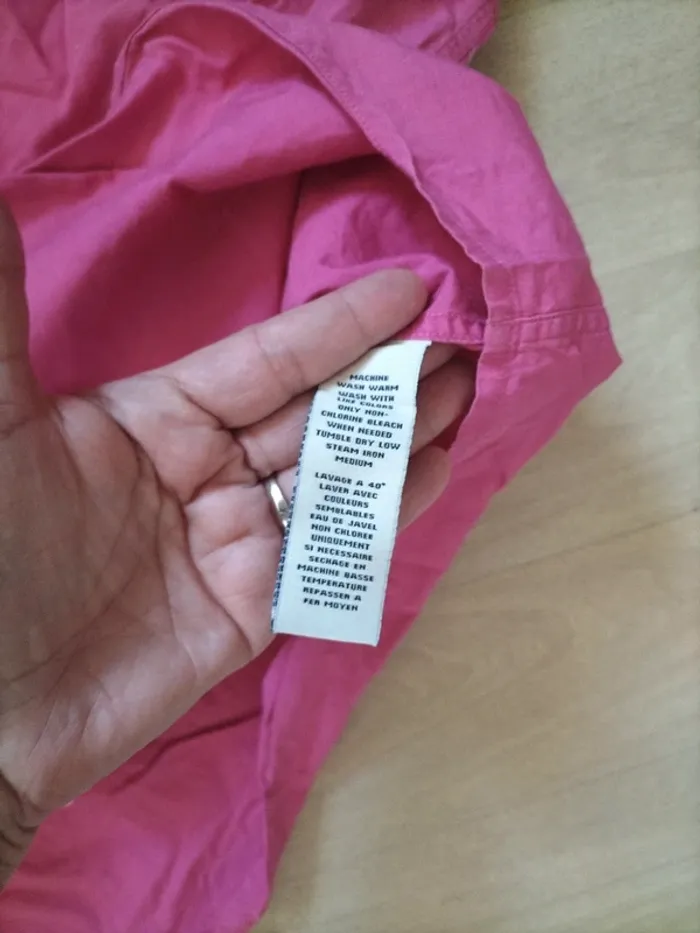 MACHINE
WASH WARM
WASH WITH
LIKE COLORS
ONLY NON-
CHLORINE BLEACH
WHEN NEEDED
TUMBLE DRY LOW
STEAM IRON
MEDIUM
LAVAGE A 40°
LAVER AVEC
COULEURS
SEMBLABLES
EAU DE JAVEL
NON CHLOREE
UNIQUEMENT
SI NECESSAIRE
SECHAGE EN
MACHINE BASSE
TEMPERATURE
REPASSER A
FER MOYEN